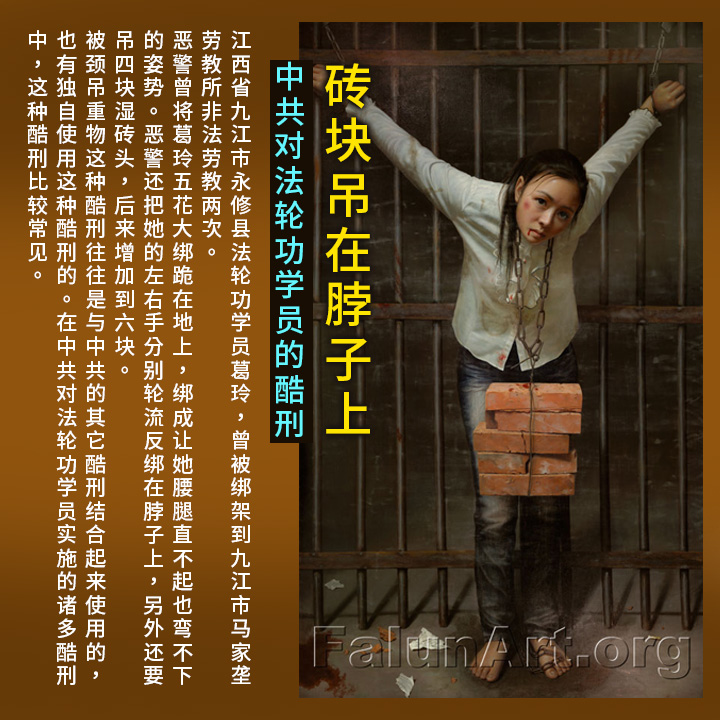 砖块吊在脖子上
中共对法轮功学员的酷刑
江西省九江市永修县法轮功学员葛玲，曾被绑架到九江市马家垄
劳教所非法劳教两次。
恶警曾将葛玲五花大绑跪在地上，绑成让她腰腿直不起也弯不下
的姿势。恶警还把她的左右手分别轮流反绑在脖子上，另外还要
吊四块湿砖头，后来增加到六块。
被颈吊重物这种酷刑往往是与中共的其它酷刑结合起来使用的，
也有独自使用这种酷刑的。在中共对法轮功学员实施的诸多酷刑
中，这种酷刑比较常见。
FalunArt.org